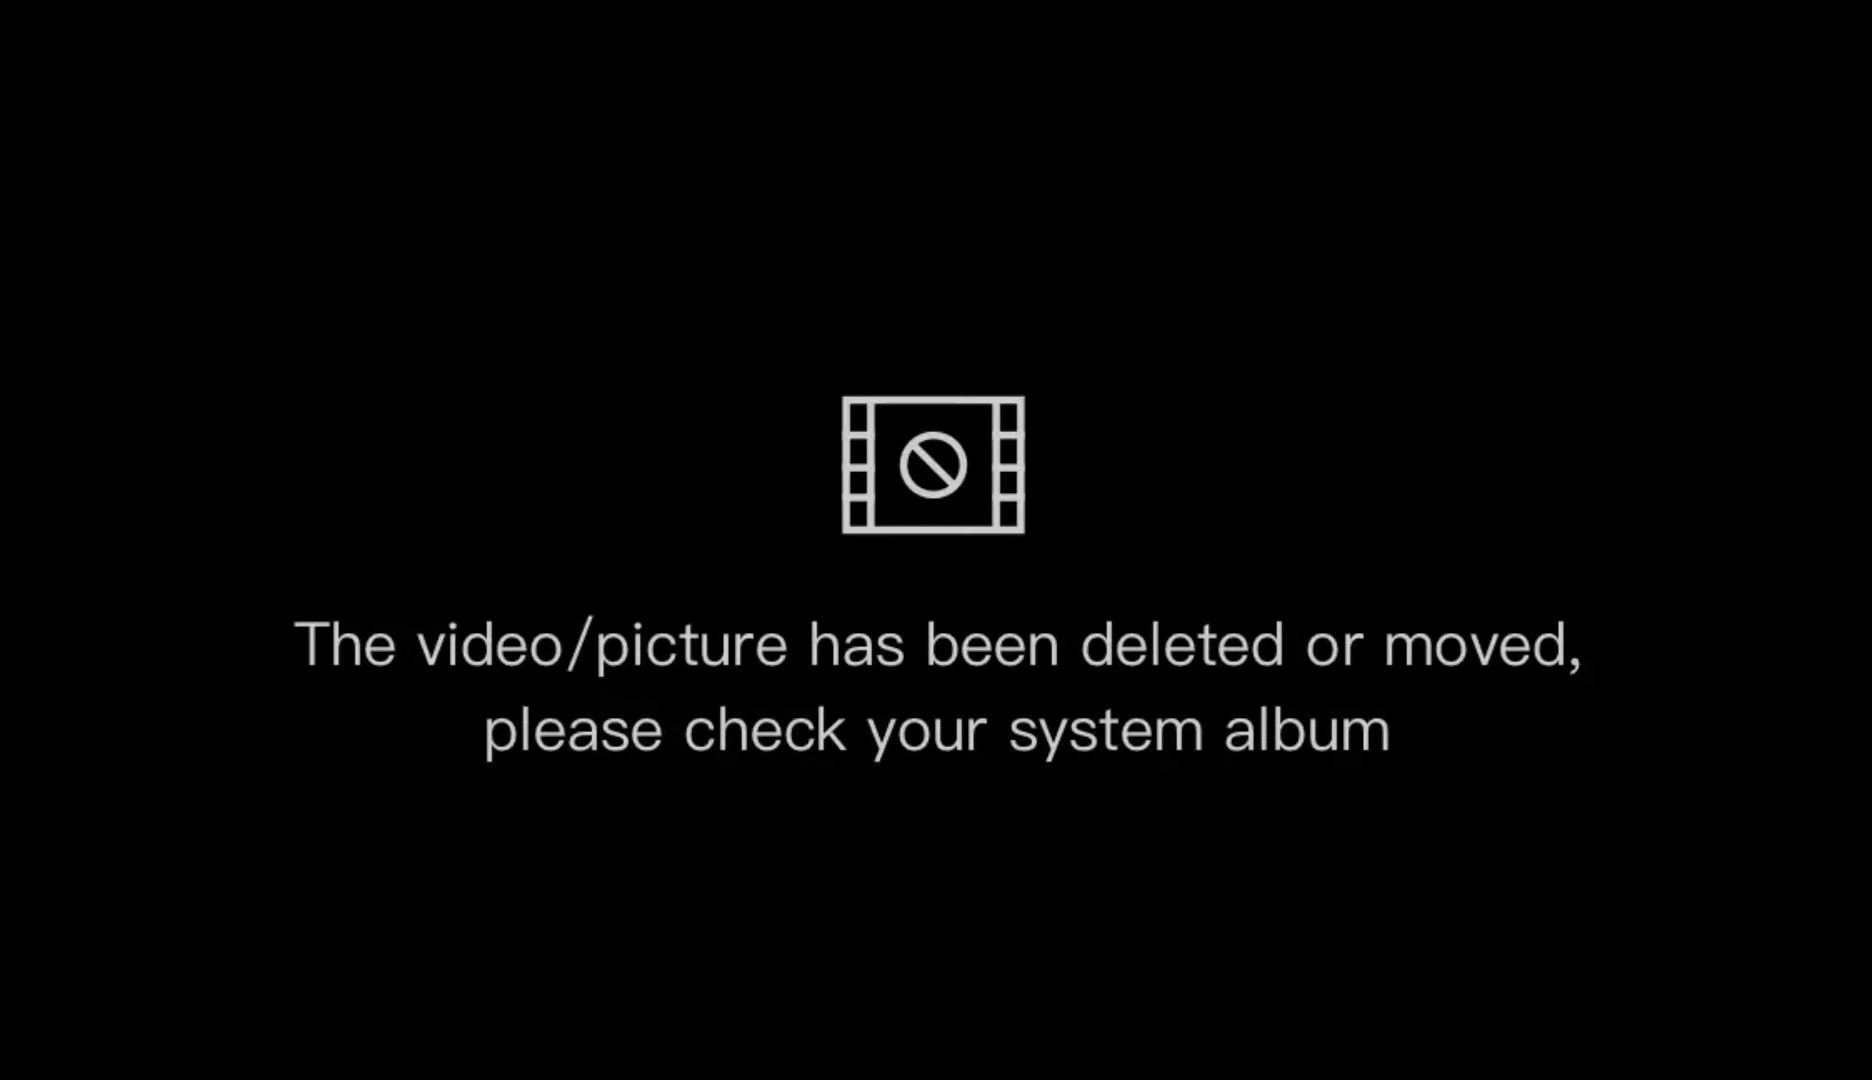 The video/picture has been deleted or moved,
please check your system album